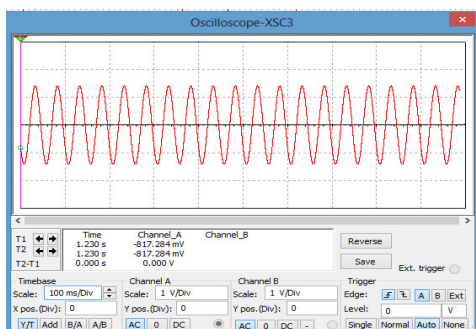 Oscilloscope-XSC3
Time Channel_A Channel_B
T1 1.230 s -817.284 mV
T2 1.230 s -817.284 mV
T2-T1 0.000 s 0.000 V
Reverse
Save
Ext. trigger
Timebase
Scale: 100 ms/Div
X pos.(Div): 0
Y/T Add B/A A/B
Channel A
Scale: 1 V/Div
Y pos.(Div): 0
AC 0 DC
Channel B
Scale: 1 V/Div
Y pos.(Div): 0
AC 0 DC -
Trigger
Edge: A B Ext
Level: 0 V
Single Normal Auto None